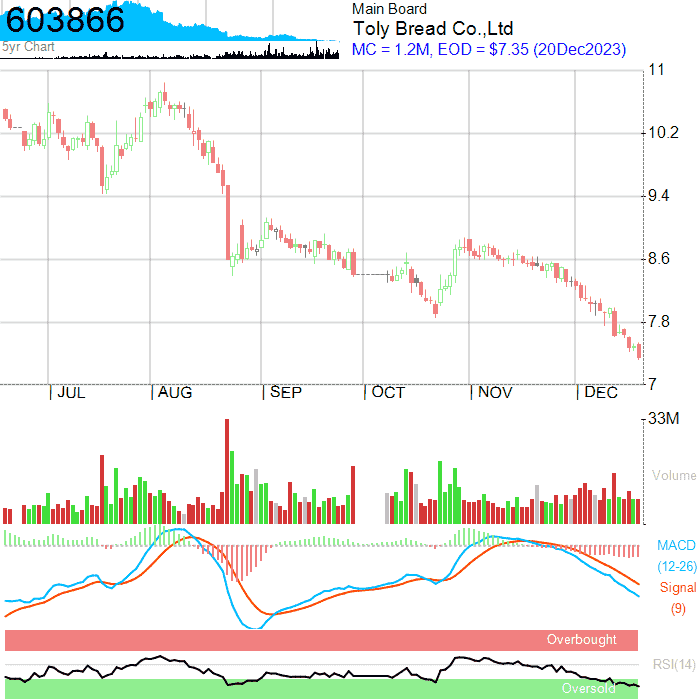 603866
5yr Chart
Main Board
Toly Bread Co.,Ltd
MC = 1.2M, EOD = $7.35 (20Dec2023)
11
10.2
9.4
8.6
7.8
7
JUL AUG SEP OCT NOV DEC
33M
Volume
MACD
(12-26)
Signal
(9)
Overbought
RSI(14)
Oversold